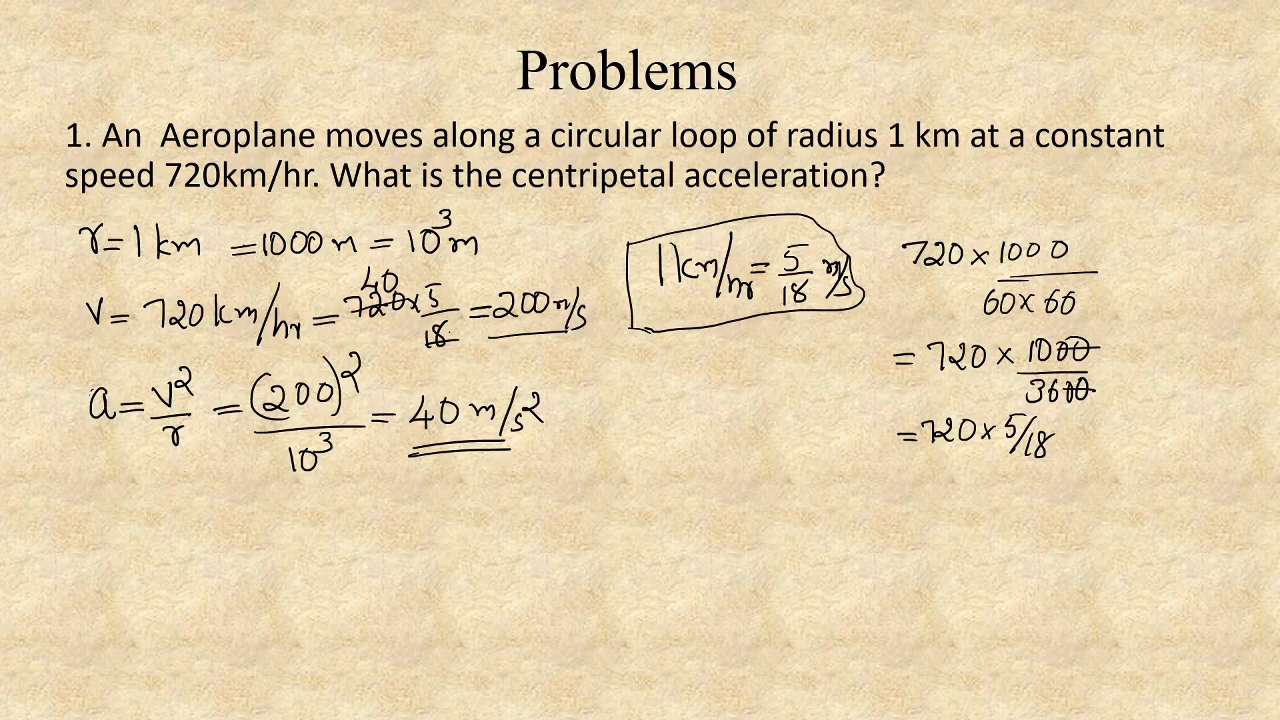 Problems
1. An Aeroplane moves along a circular loop of radius 1 km at a constant
speed 720km/hr. What is the centripetal acceleration?
r = 1 km = 1000 m = 10³ m
v = 720 km/hr = 720 × 5/18 = 200 m/s
40
a = v²/r = (200)²/10³ = 40 m/s²
1 km/hr = 5/18 m/s
720 × 1000
60 × 60
= 720 × 1000/3600
= 720 × 5/18